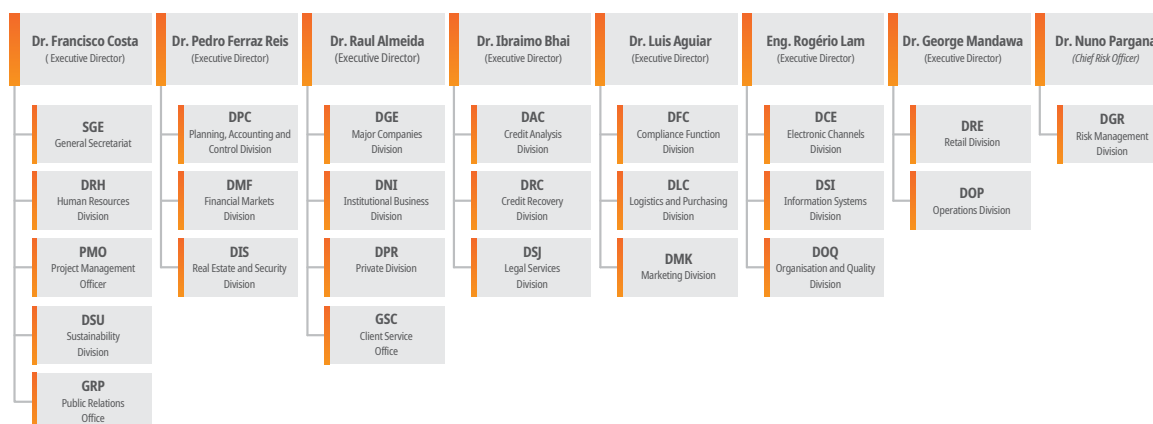 Dr. Francisco Costa
( Executive Director)
SGE
General Secretariat
DRH
Human Resources
Division
PMO
Project Management
Officer
DSU
Sustainability
Division
GRP
Public Relations
Office
Dr. Pedro Ferraz Reis
(Executive Director)
DPC
Planning, Accounting and
Control Division
DMF
Financial Markets
Division
DIS
Real Estate and Security
Division
Dr. Raul Almeida
(Executive Director)
DGE
Major Companies
Division
DNI
Institutional Business
Division
DPR
Private Division
GSC
Client Service
Office
Dr. Ibraimo Bhai
(Executive Director)
DAC
Credit Analysis
Division
DRC
Credit Recovery
Division
DSJ
Legal Services
Division
Dr. Luis Aguiar
(Executive Director)
DFC
Compliance Function
Division
DLC
Logistics and Purchasing
Division
DMK
Marketing Division
Eng. Rogério Lam
(Executive Director)
DCE
Electronic Channels
Division
DSI
Information Systems
Division
DOQ
Organisation and Quality
Division
Dr. George Mandawa
(Executive Director)
DRE
Retail Division
DOP
Operations Division
Dr. Nuno Pargana
(Chief Risk Officer)
DGR
Risk Management
Division